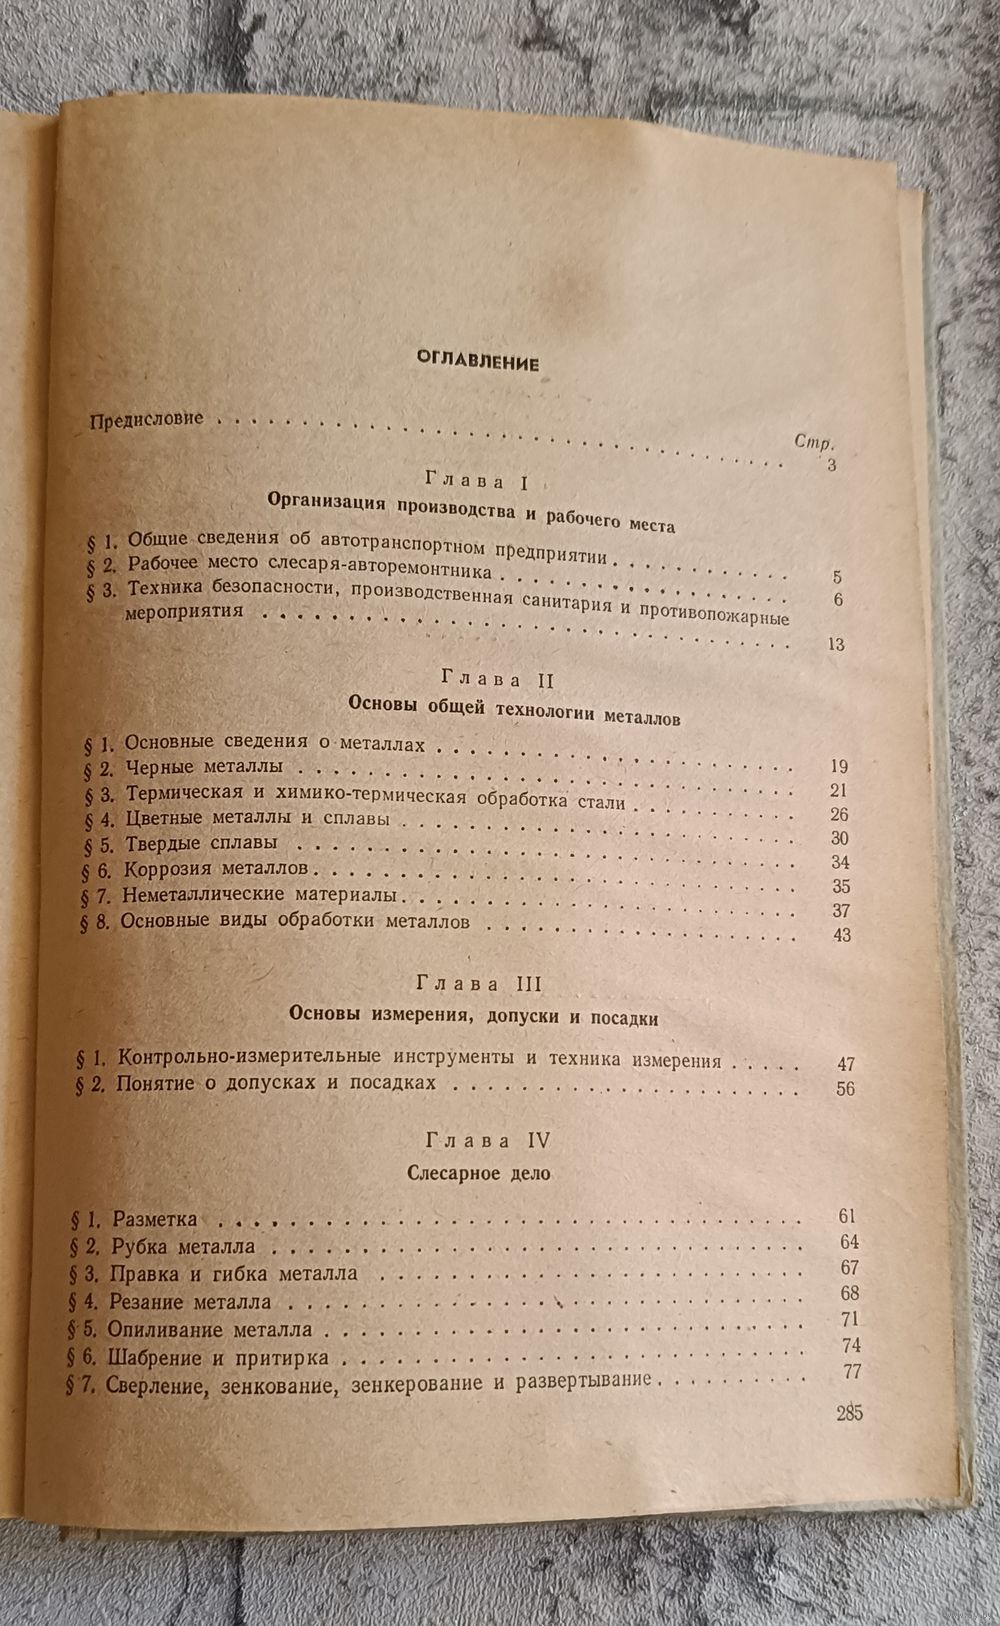 ОГЛАВЛЕНИЕ
Стр.
Предисловие . . . . . . . . . . . . . . . . . . . . . . . . . . . . . . . . . . 3
Глава I
Организация производства и рабочего места
§ 1. Общие сведения об автотранспортном предприятии . . . . . . . . . . . 5
§ 2. Рабочее место слесаря-авторемонтника . . . . . . . . . . . . . . . . . 6
§ 3. Техника безопасности, производственная санитария и противопожарные
мероприятия . . . . . . . . . . . . . . . . . . . . . . . . . . . . . . 13
Глава II
Основы общей технологии металлов
§ 1. Основные сведения о металлах . . . . . . . . . . . . . . . . . . . . . 19
§ 2. Черные металлы . . . . . . . . . . . . . . . . . . . . . . . . . . . . 21
§ 3. Термическая и химико-термическая обработка стали . . . . . . . . . . 26
§ 4. Цветные металлы и сплавы . . . . . . . . . . . . . . . . . . . . . . . 30
§ 5. Твердые сплавы . . . . . . . . . . . . . . . . . . . . . . . . . . . . 34
§ 6. Коррозия металлов . . . . . . . . . . . . . . . . . . . . . . . . . . . 35
§ 7. Неметаллические материалы . . . . . . . . . . . . . . . . . . . . . . . 37
§ 8. Основные виды обработки металлов . . . . . . . . . . . . . . . . . . 43
Глава III
Основы измерения, допуски и посадки
§ 1. Контрольно-измерительные инструменты и техника измерения . . . . . 47
§ 2. Понятие о допусках и посадках . . . . . . . . . . . . . . . . . . . . 56
Глава IV
Слесарное дело
§ 1. Разметка . . . . . . . . . . . . . . . . . . . . . . . . . . . . . . . . 61
§ 2. Рубка металла . . . . . . . . . . . . . . . . . . . . . . . . . . . . . 64
§ 3. Правка и гибка металла . . . . . . . . . . . . . . . . . . . . . . . . 67
§ 4. Резание металла . . . . . . . . . . . . . . . . . . . . . . . . . . . . 68
§ 5. Опиливание металла . . . . . . . . . . . . . . . . . . . . . . . . . . 71
§ 6. Шабрение и притирка . . . . . . . . . . . . . . . . . . . . . . . . . . 74
§ 7. Сверление, зенкование, зенкерование и развертывание . . . . . . . . . 77
285